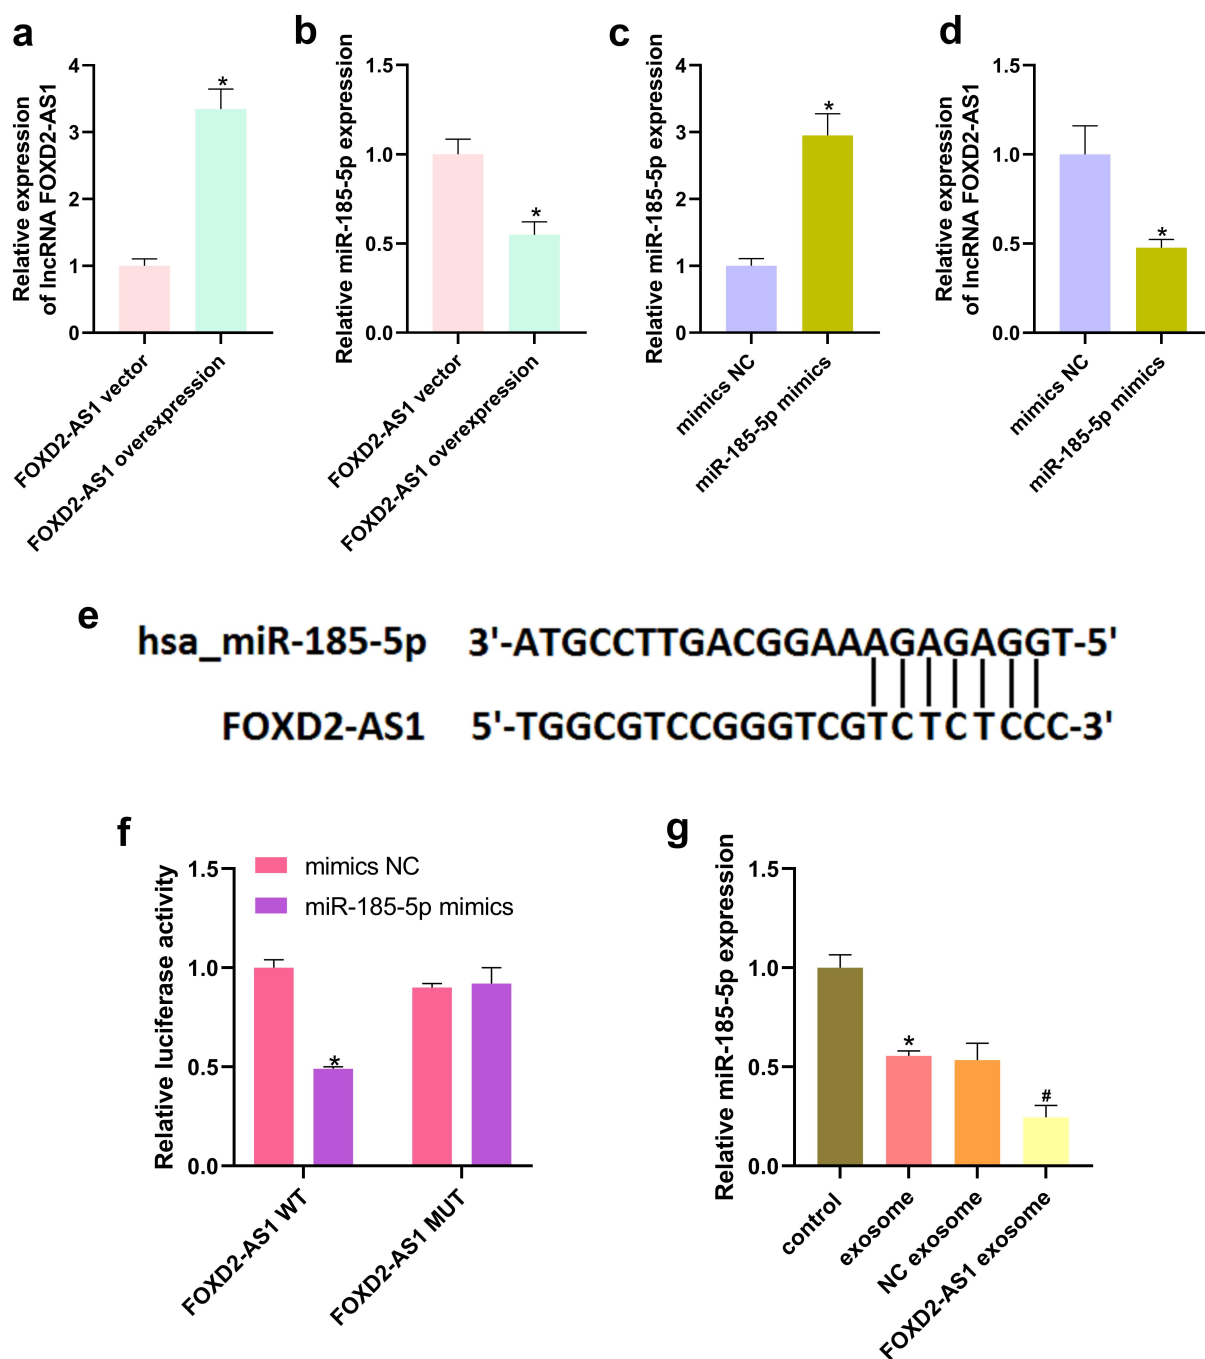 a
Relative expression
of lncRNA FOXD2-AS1
4
3
2
1
0
*
FOXD2-AS1 vector
FOXD2-AS1 overexpression
b
Relative miR-185-5p expression
1.5
1.0
0.5
0.0
*
FOXD2-AS1 vector
FOXD2-AS1 overexpression
c
Relative miR-185-5p expression
4
3
2
1
0
*
mimics NC
miR-185-5p mimics
d
Relative expression
of lncRNA FOXD2-AS1
1.5
1.0
0.5
0.0
*
mimics NC
miR-185-5p mimics
e
hsa_miR-185-5p 3'-ATGCCTTGACGGAAAGAGAGGT-5'
FOXD2-AS1 5'-TGGCGTCCGGGTCGTCTCTCCC-3'
f
Relative luciferase activity
1.5
1.0
0.5
0.0
mimics NC
miR-185-5p mimics
*
FOXD2-AS1 WT
FOXD2-AS1 MUT
g
Relative miR-185-5p expression
1.5
1.0
0.5
0.0
*
#
control
exosome
NC exosome
FOXD2-AS1 exosome